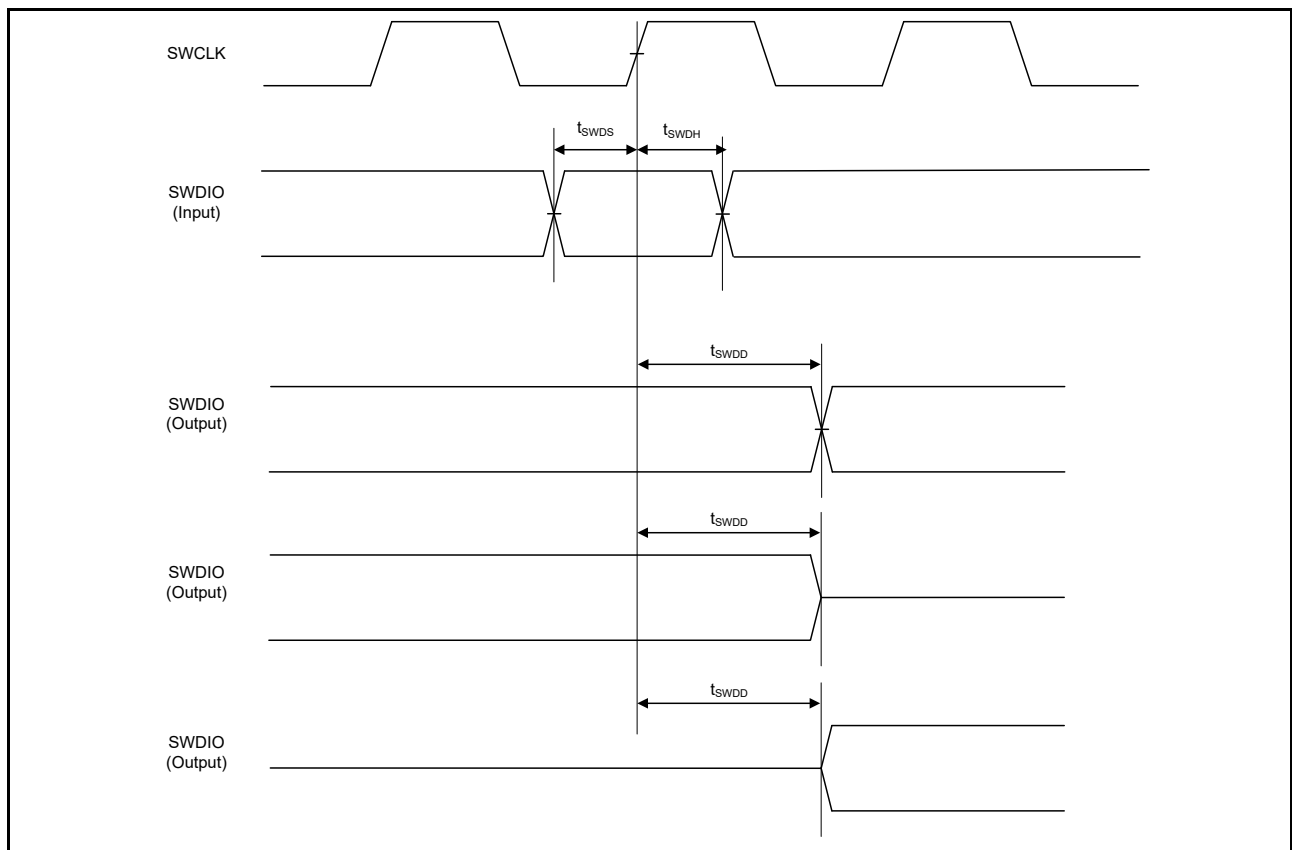 SWCLK
tSWDS
tSWDH
SWDIO
(Input)
tSWDD
SWDIO
(Output)
tSWDD
SWDIO
(Output)
tSWDD
SWDIO
(Output)